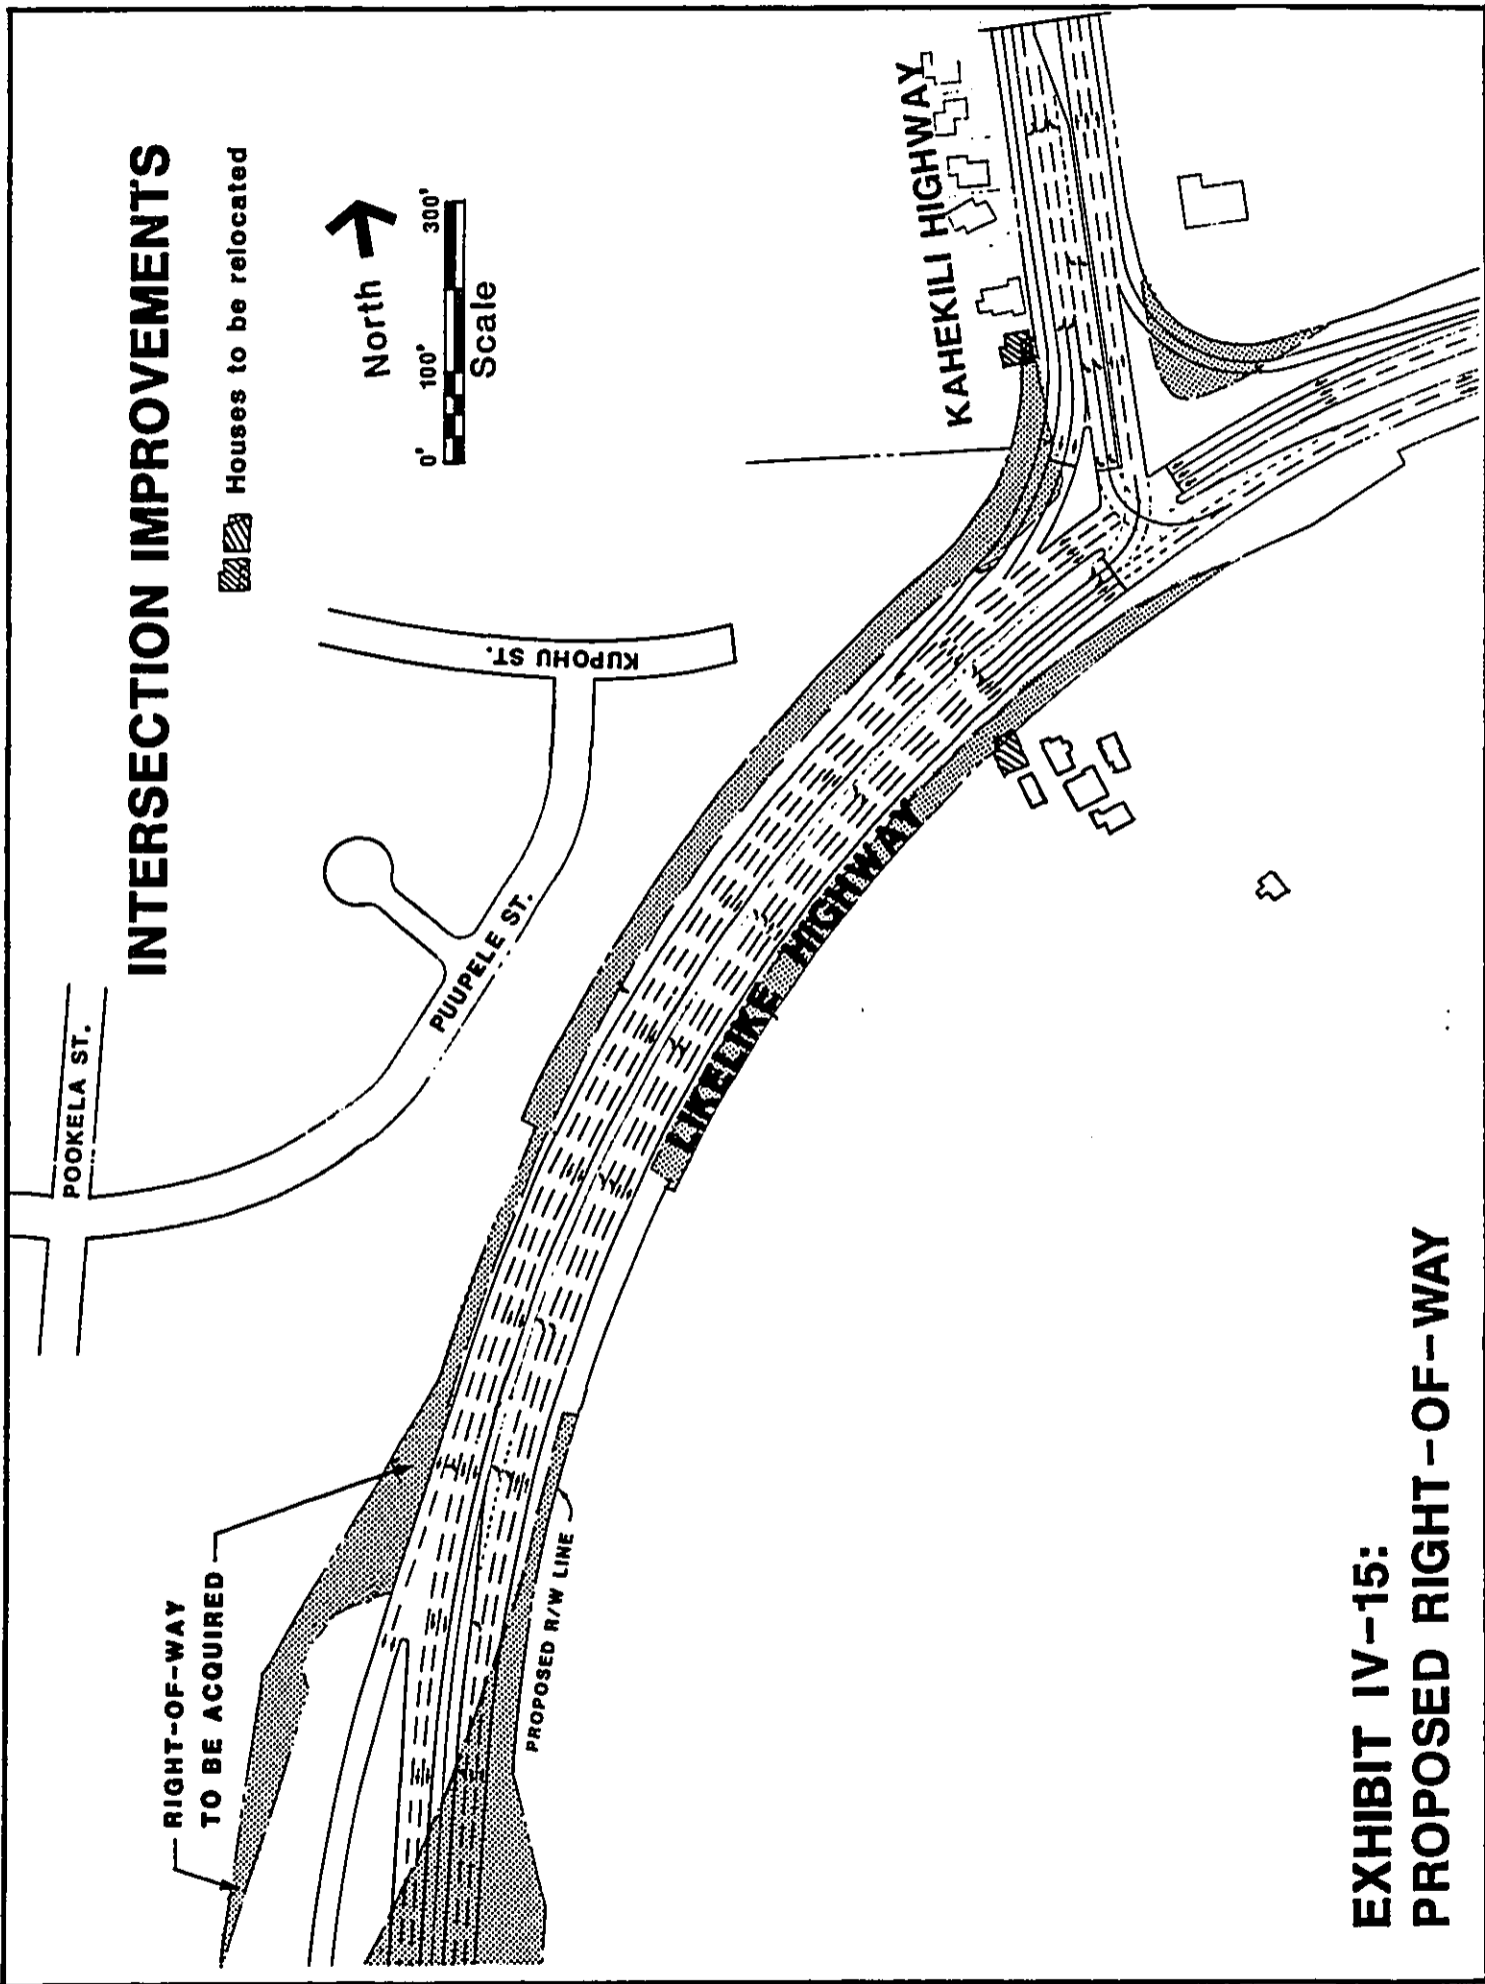 INTERSECTION IMPROVEMENTS
Houses to be relocated
North
0' 100' 300'
Scale
POOKELA ST.
PUUPELE ST.
KUPOHU ST.
KAHEKILI HIGHWAY
LIKELIKE HIGHWAY
RIGHT-OF-WAY
TO BE ACQUIRED
PROPOSED R/W LINE
EXHIBIT IV-15:
PROPOSED RIGHT-OF-WAY